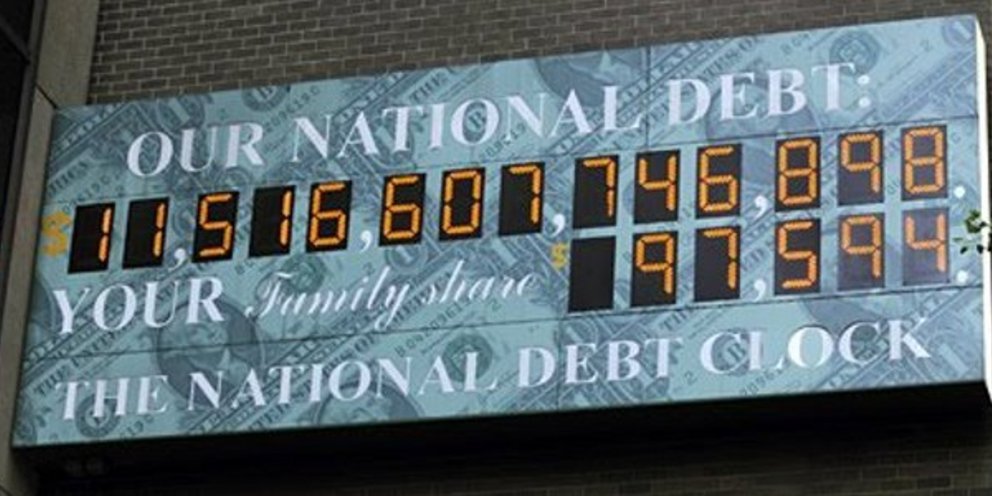 OUR NATIONAL DEBT:
$11,516,607,746,898.
YOUR Family share $97,594.
THE NATIONAL DEBT CLOCK